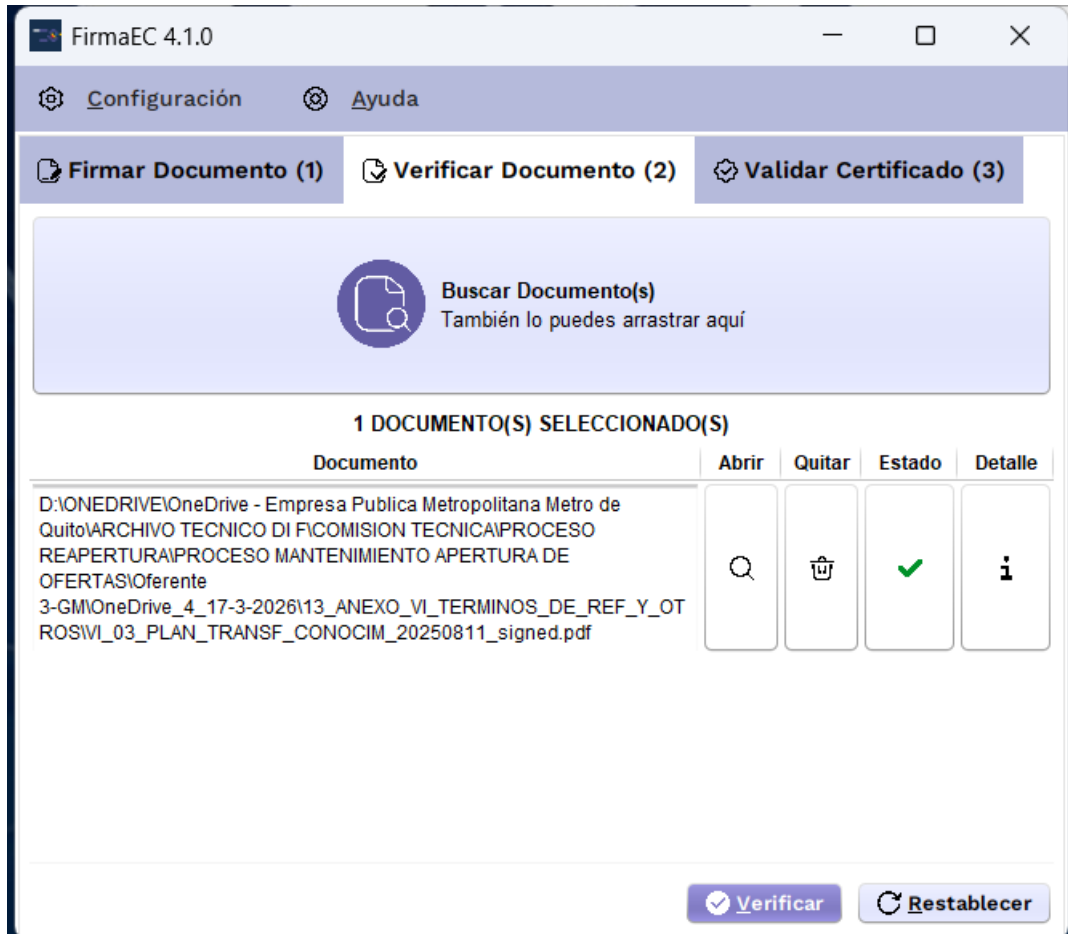 FirmaEC 4.1.0
Configuración Ayuda
Firmar Documento (1) Verificar Documento (2) Validar Certificado (3)
Buscar Documento(s)
También lo puedes arrastrar aquí
1 DOCUMENTO(S) SELECCIONADO(S)
Documento Abrir Quitar Estado Detalle
D:\ONEDRIVE\OneDrive - Empresa Publica Metropolitana Metro de
Quito\ARCHIVO TECNICO DI F\COMISION TECNICA\PROCESO
REAPERTURA\PROCESO MANTENIMIENTO APERTURA DE
OFERTAS\Oferente
3-GM\OneDrive_4_17-3-2026\13_ANEXO_VI_TERMINOS_DE_REF_Y_OT
ROS\VI_03_PLAN_TRANSF_CONOCIM_20250811_signed.pdf
Verificar Restablecer